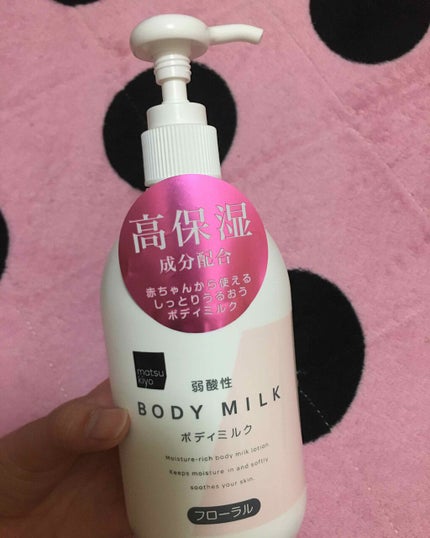 高保湿
成分配合
赤ちゃんから使える
しっとりうるおう
ボディミルク
matsu
kiyo
弱酸性
BODY MILK
ボディミルク
Moisture-rich body milk lotion.
Keeps moisture in and softly
soothes your skin.
フローラル